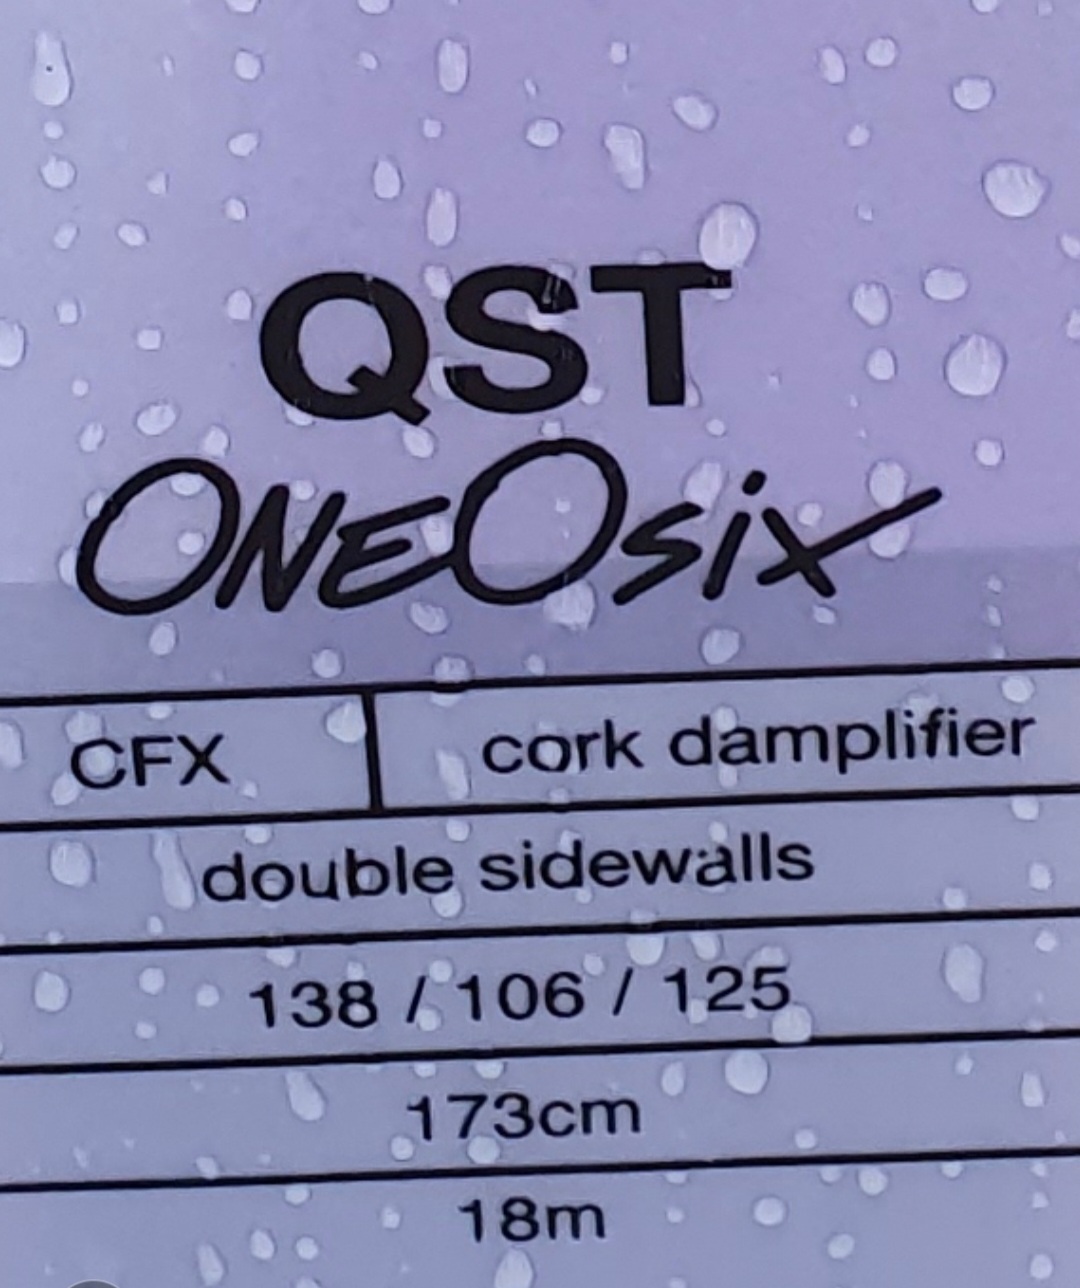 QST
ONEOSiX
CFX cork damplifier
double sidewalls
138 / 106 / 125
173cm
18m